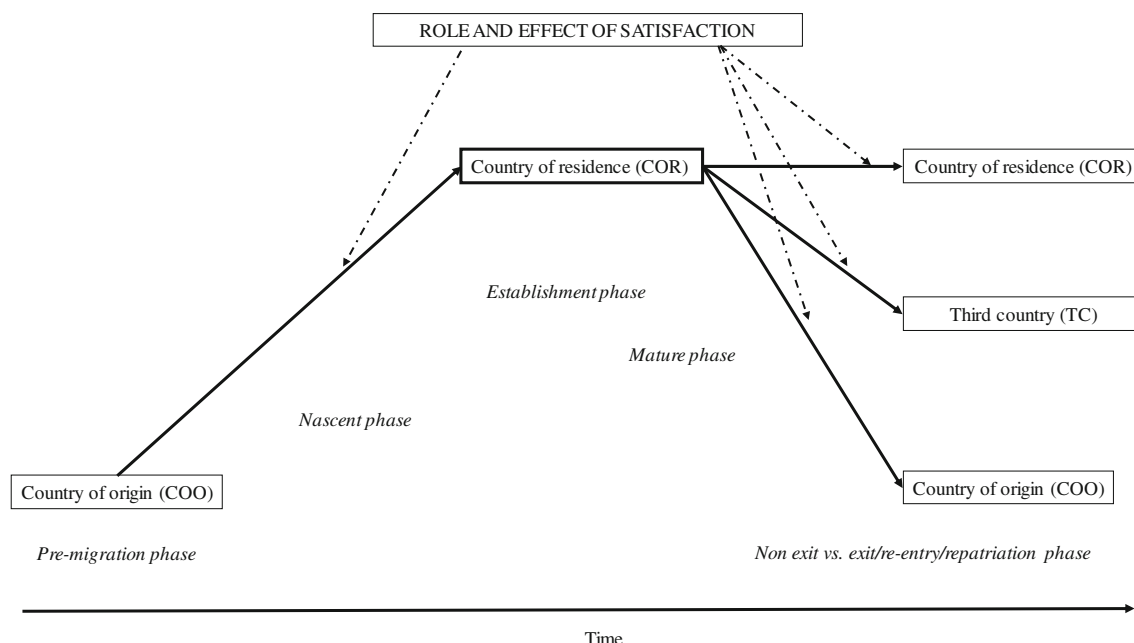 ROLE AND EFFECT OF SATISFACTION
Country of residence (COR)
Country of residence (COR)
Establishment phase
Third country (TC)
Mature phase
Nascent phase
Country of origin (COO)
Country of origin (COO)
Pre-migration phase
Non exit vs. exit/re-entry/repatriation phase
Time